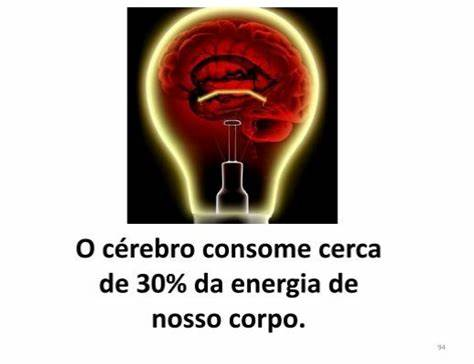 O cérebro consome cerca
de 30% da energia de
nosso corpo.
94